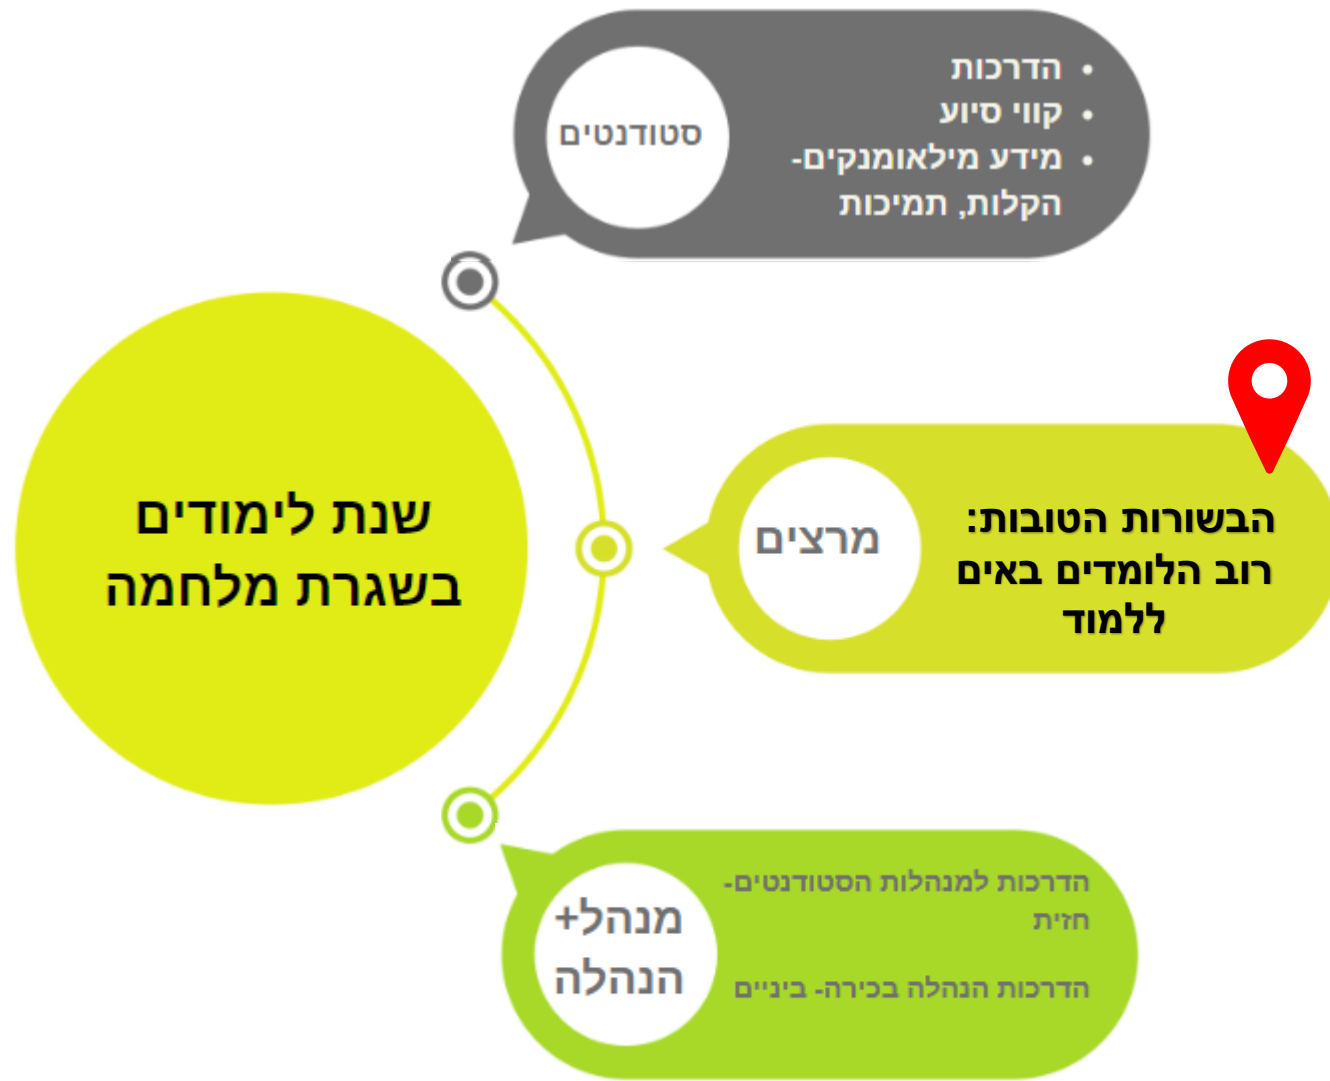 הדרכות
קווי סיוע
מידע מילאומנקים-
הקלות, תמיכות
סטודנטים
שנת לימודים
בשגרת מלחמה
הבשורות הטובות:
רוב הלומדים באים
ללמוד
מרצים
הדרכות למנהלות הסטודנטים-
חזית
הדרכות הנהלה בכירה- ביניים
מנהל+
הנהלה